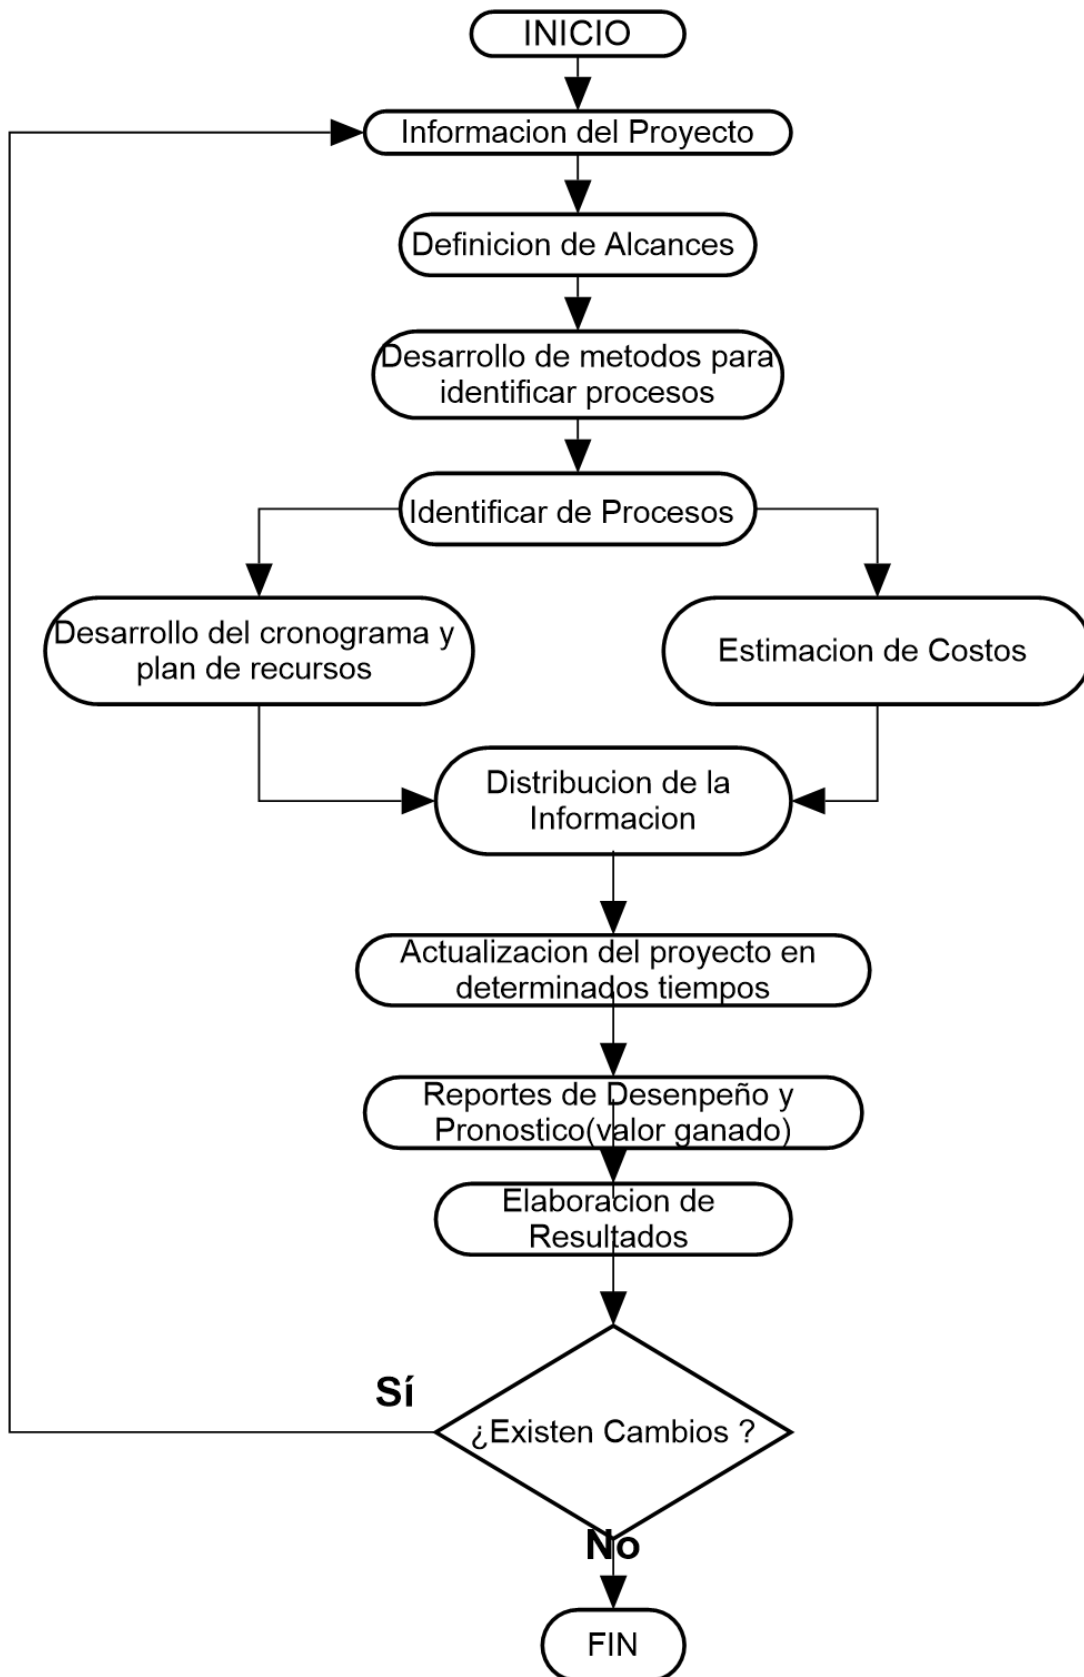 INICIO
Informacion del Proyecto
Definicion de Alcances
Desarrollo de metodos para
identificar procesos
Identificar de Procesos
Desarrollo del cronograma y
plan de recursos
Estimacion de Costos
Distribucion de la
Informacion
Actualizacion del proyecto en
determinados tiempos
Reportes de Desenpeño y
Pronostico(valor ganado)
Elaboracion de
Resultados
Sí
¿Existen Cambios ?
No
FIN